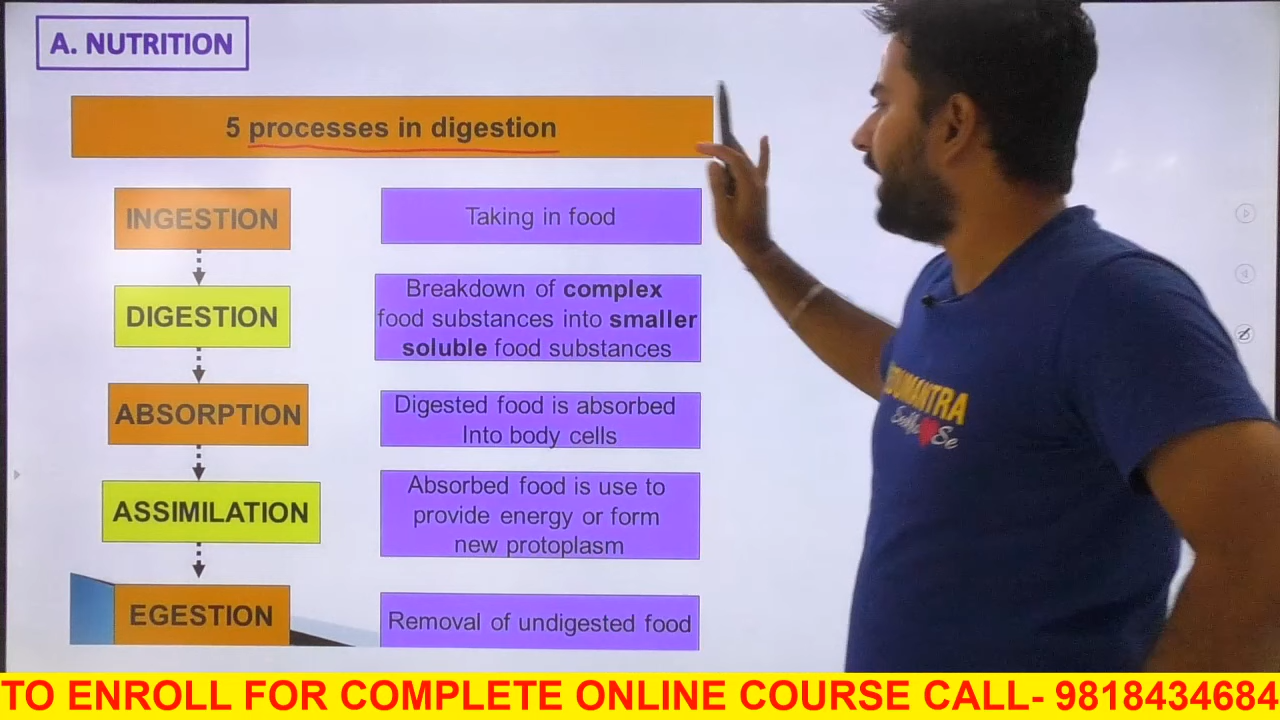 A. NUTRITION
5 processes in digestion
INGESTION
Taking in food
DIGESTION
Breakdown of complex
food substances into smaller
soluble food substances
ABSORPTION
Digested food is absorbed
Into body cells
ASSIMILATION
Absorbed food is use to
provide energy or form
new protoplasm
EGESTION
Removal of undigested food
TO ENROLL FOR COMPLETE ONLINE COURSE CALL- 9818434684